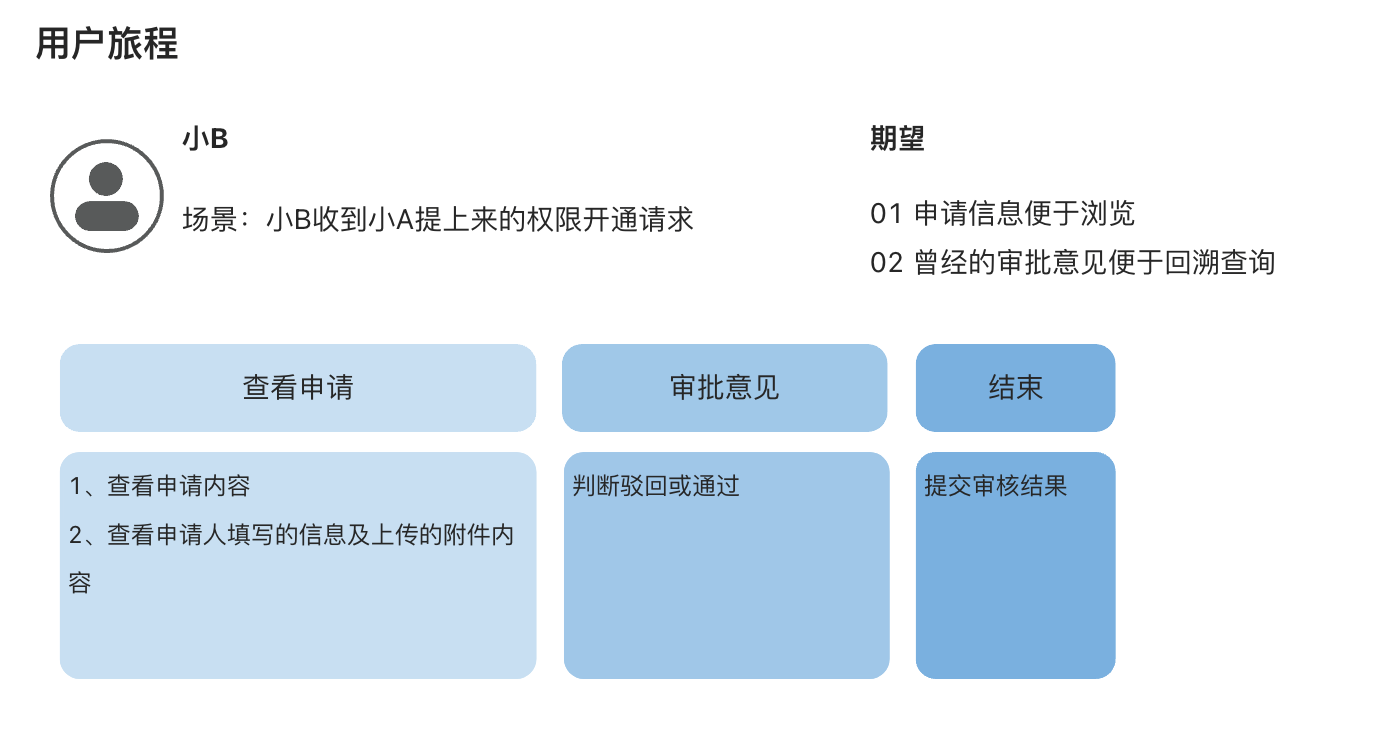 用户旅程
小B
场景：小B收到小A提上来的权限开通请求
期望
01 申请信息便于浏览
02 曾经的审批意见便于回溯查询
查看申请
审批意见
结束
1、查看申请内容
2、查看申请人填写的信息及上传的附件内
容
判断驳回或通过
提交审核结果